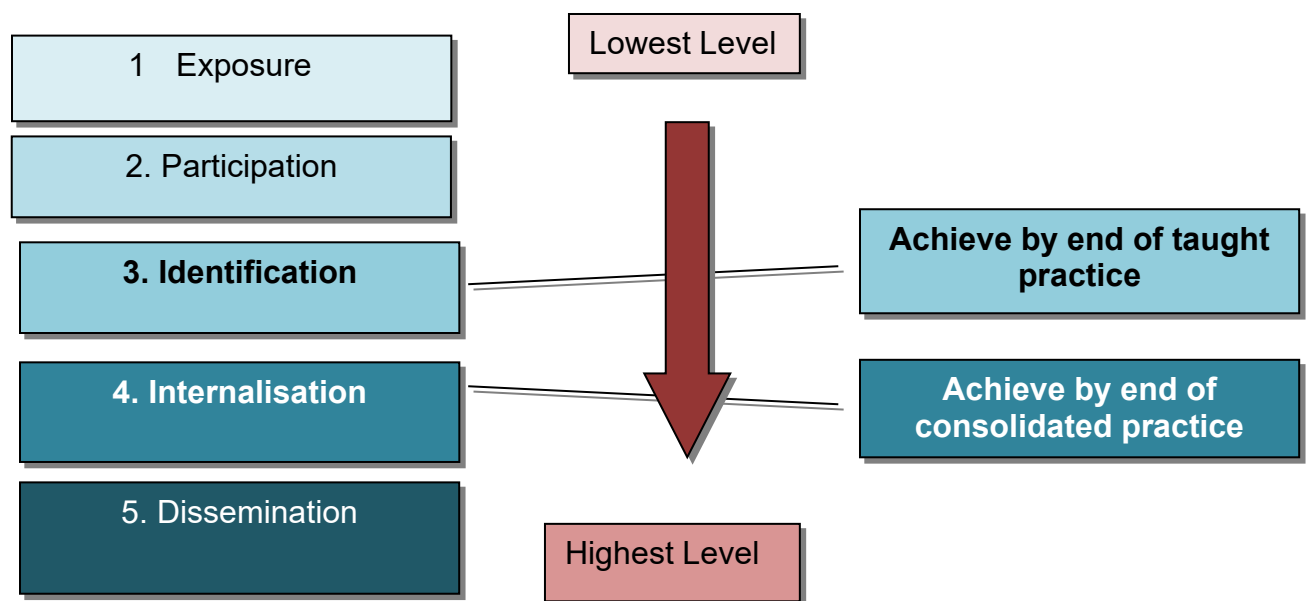 1 Exposure
2. Participation
3. Identification
4. Internalisation
5. Dissemination
Lowest Level
Highest Level
Achieve by end of taught
practice
Achieve by end of
consolidated practice